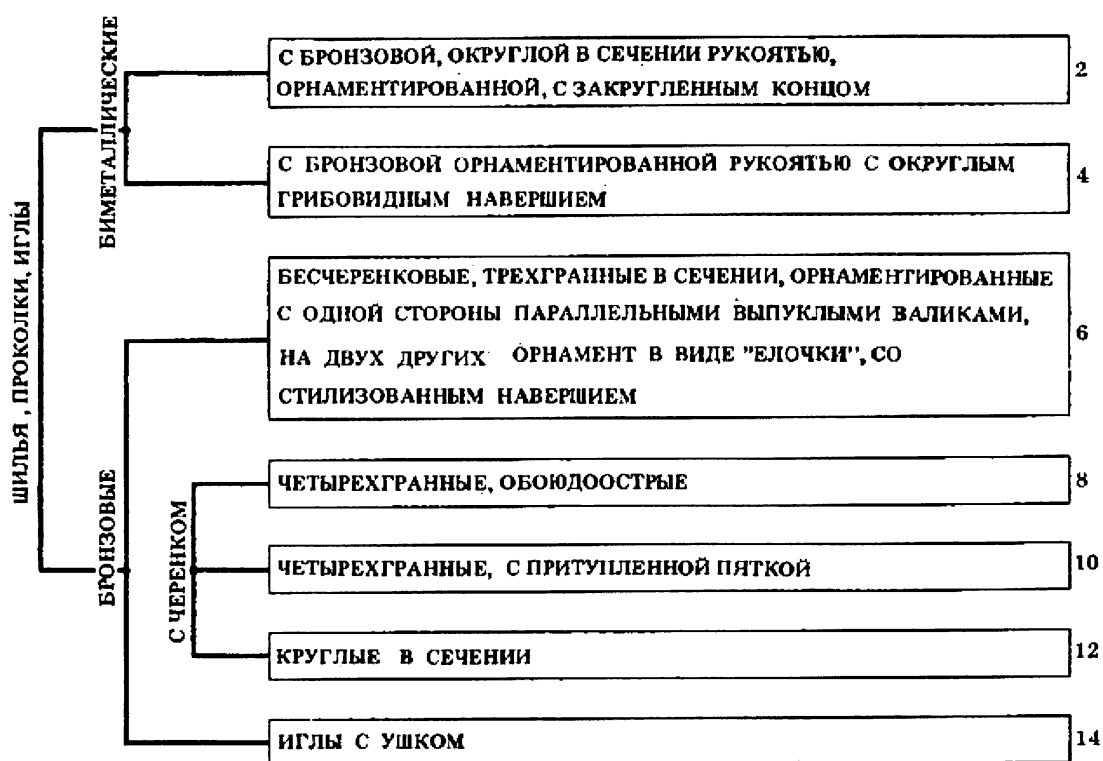 ШИЛЬЯ, ПРОКОЛКИ, ИГЛЫ
БИМЕТАЛЛИЧЕСКИЕ
С БРОНЗОВОЙ, ОКРУГЛОЙ В СЕЧЕНИИ РУКОЯТЬЮ,
ОРНАМЕНТИРОВАННОЙ, С ЗАКРУГЛЕННЫМ КОНЦОМ
2
С БРОНЗОВОЙ ОРНАМЕНТИРОВАННОЙ РУКОЯТЬЮ С ОКРУГЛЫМ
ГРИБОВИДНЫМ НАВЕРШИЕМ
4
БРОНЗОВЫЕ
БЕСЧЕРЕНКОВЫЕ, ТРЕХГРАННЫЕ В СЕЧЕНИИ, ОРНАМЕНТИРОВАННЫЕ
С ОДНОЙ СТОРОНЫ ПАРАЛЛЕЛЬНЫМИ ВЫПУКЛЫМИ ВАЛИКАМИ,
НА ДВУХ ДРУГИХ ОРНАМЕНТ В ВИДЕ "ЕЛОЧКИ", СО
СТИЛИЗОВАННЫМ НАВЕРШИЕМ
6
С ЧЕРЕНКОМ
ЧЕТЫРЕХГРАННЫЕ, ОБОЮДООСТРЫЕ
8
ЧЕТЫРЕХГРАННЫЕ, С ПРИТУПЛЕННОЙ ПЯТКОЙ
10
КРУГЛЫЕ В СЕЧЕНИИ
12
ИГЛЫ С УШКОМ
14